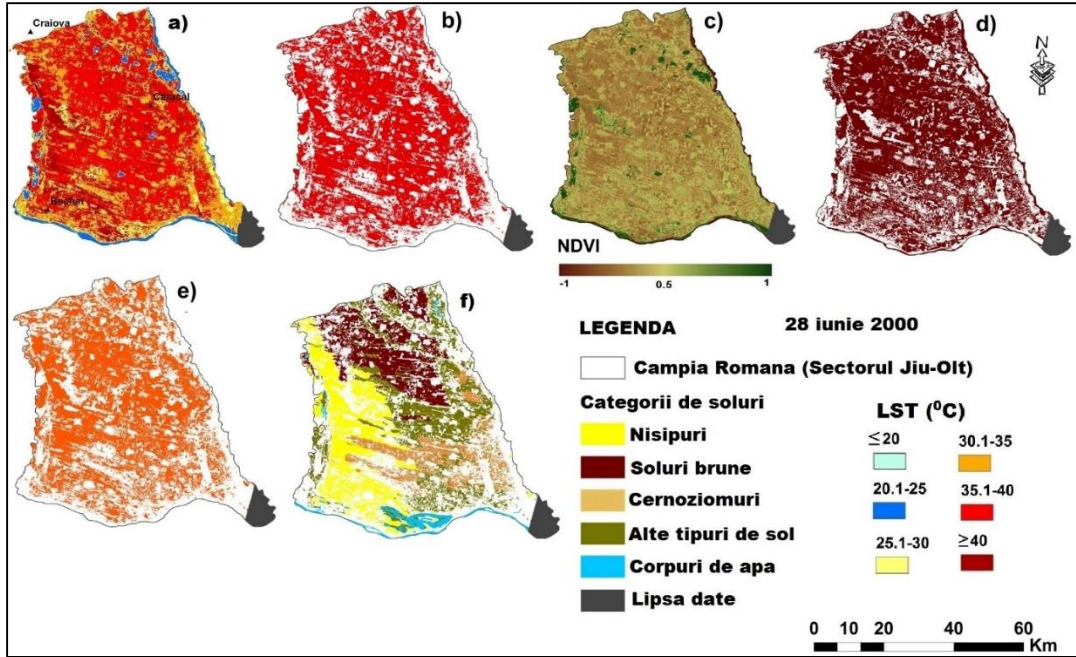 Craiova
a)
b)
c)
d)
N
Caracal
Bechet
NDVI
-1
0.5
1
e)
f)
LEGENDA
28 iunie 2000
Campia Romana (Sectorul Jiu-Olt)
Categorii de soluri
Nisipuri
Soluri brune
Cernoziomuri
Alte tipuri de sol
Corpuri de apa
Lipsa date
LST (⁰C)
≤20
30.1-35
20.1-25
35.1-40
25.1-30
≥40
0 10 20 40 60
Km